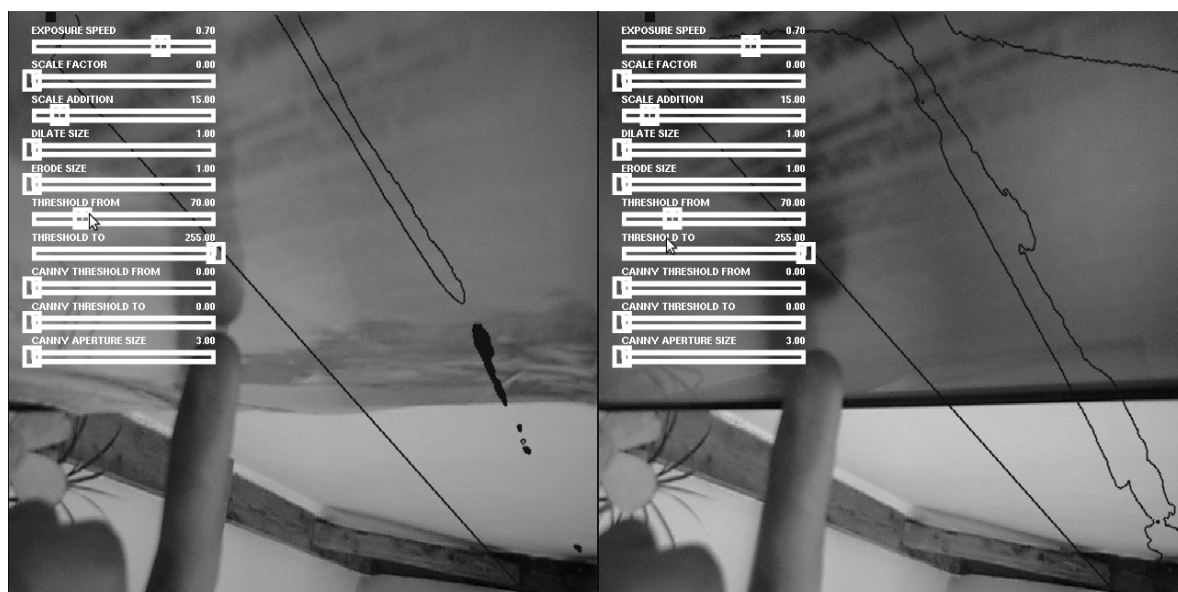 EXPOSURE SPEED 0.70
SCALE FACTOR 0.00
SCALE ADDITION 15.00
DILATE SIZE 1.00
ERODE SIZE 1.00
THRESHOLD FROM 70.00
THRESHOLD TO 255.00
CANNY THRESHOLD FROM 0.00
CANNY THRESHOLD TO 0.00
CANNY APERTURE SIZE 3.00
EXPOSURE SPEED 0.70
SCALE FACTOR 0.00
SCALE ADDITION 15.00
DILATE SIZE 1.00
ERODE SIZE 1.00
THRESHOLD FROM 70.00
THRESHOLD TO 255.00
CANNY THRESHOLD FROM 0.00
CANNY THRESHOLD TO 0.00
CANNY APERTURE SIZE 3.00